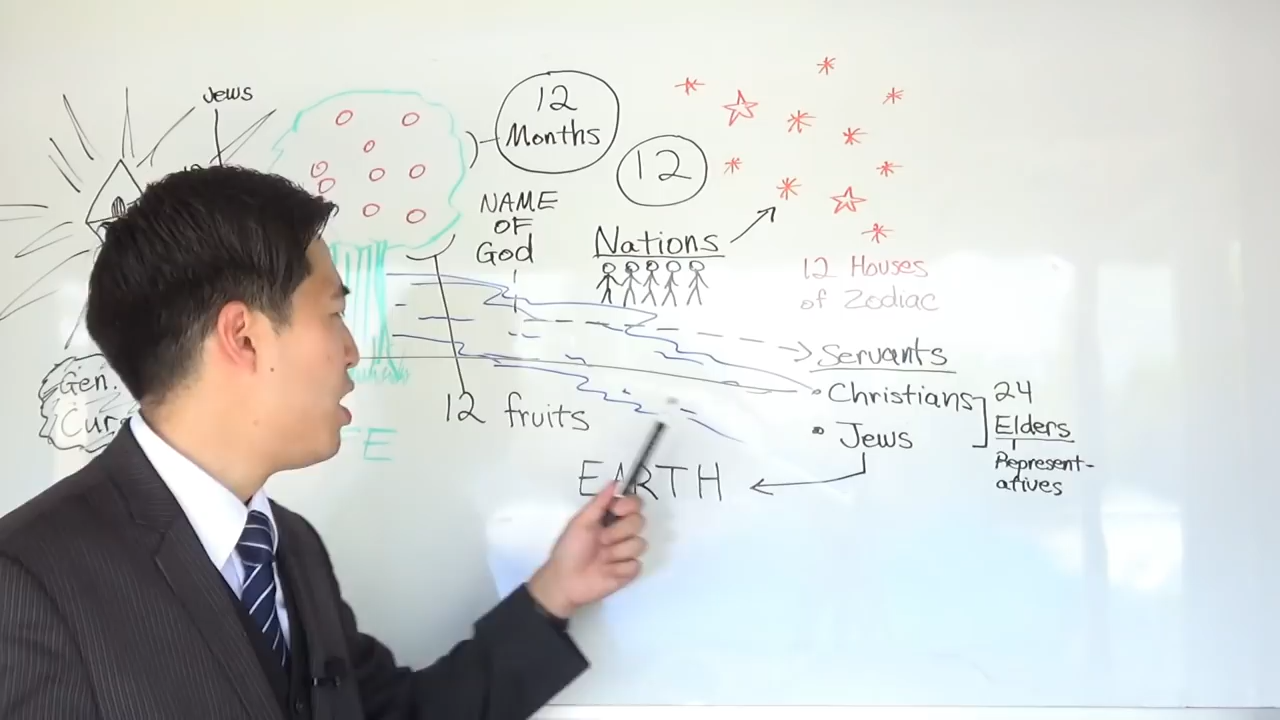 Jews
12
Months
12
NAME
OF
God
Nations
12 Houses
of Zodiac
Servants
• Christians
• Jews
24
Elders
Represent-
atives
Gen.
12 fruits
EARTH